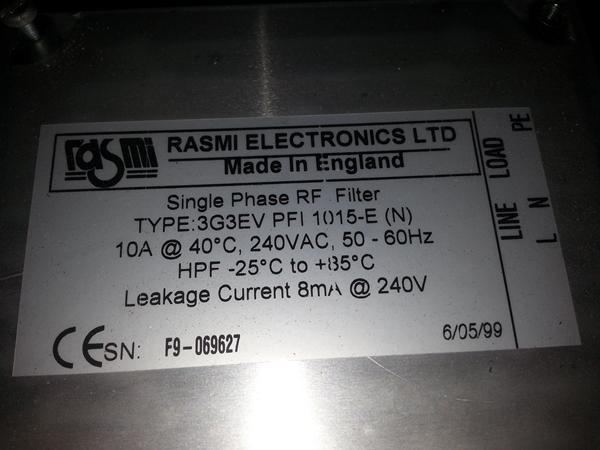 rasmi
RASMI ELECTRONICS LTD
Made In England
Single Phase RF Filter
TYPE:3G3EV PFI 1015-E (N)
10A @ 40°C, 240VAC, 50 - 60Hz
HPF -25°C to +85°C
Leakage Current 8mA @ 240V
CE SN: F9-069627
6/05/99
LINE LOAD
L N PE